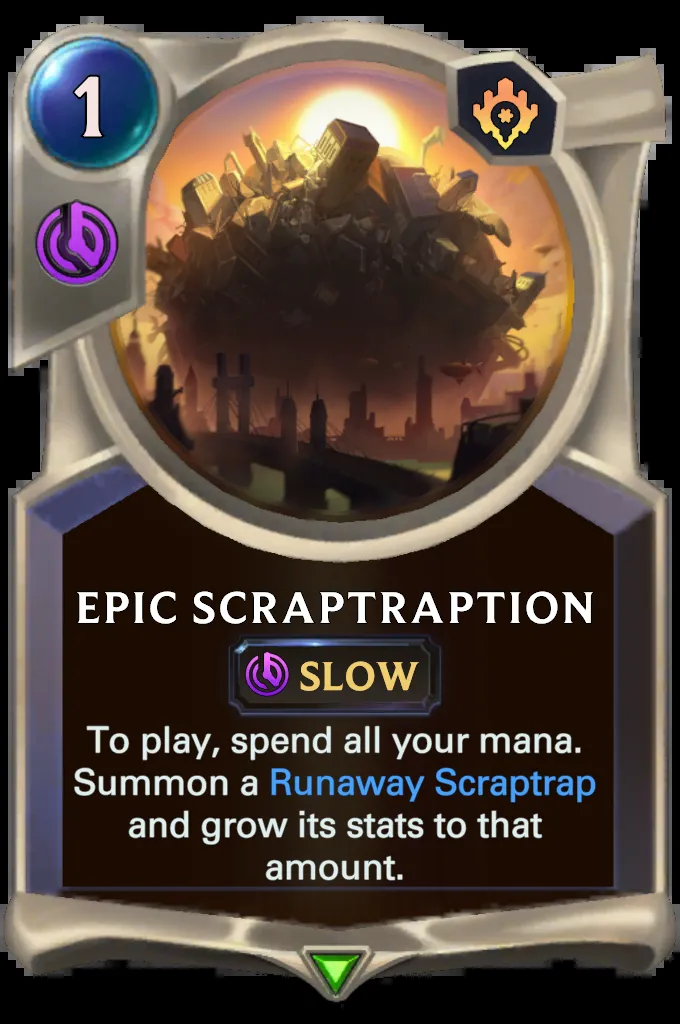 1
EPIC SCRAPTRAPTION
SLOW
To play, spend all your mana.
Summon a Runaway Scraptrap
and grow its stats to that
amount.